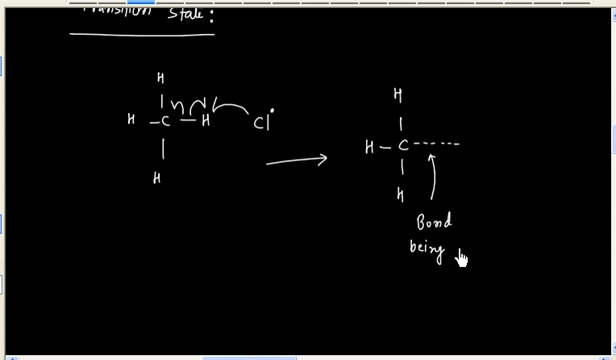 Transition State:
H
H
H – C – H Cl•
H – C - - - - -
H
H
Bond
being